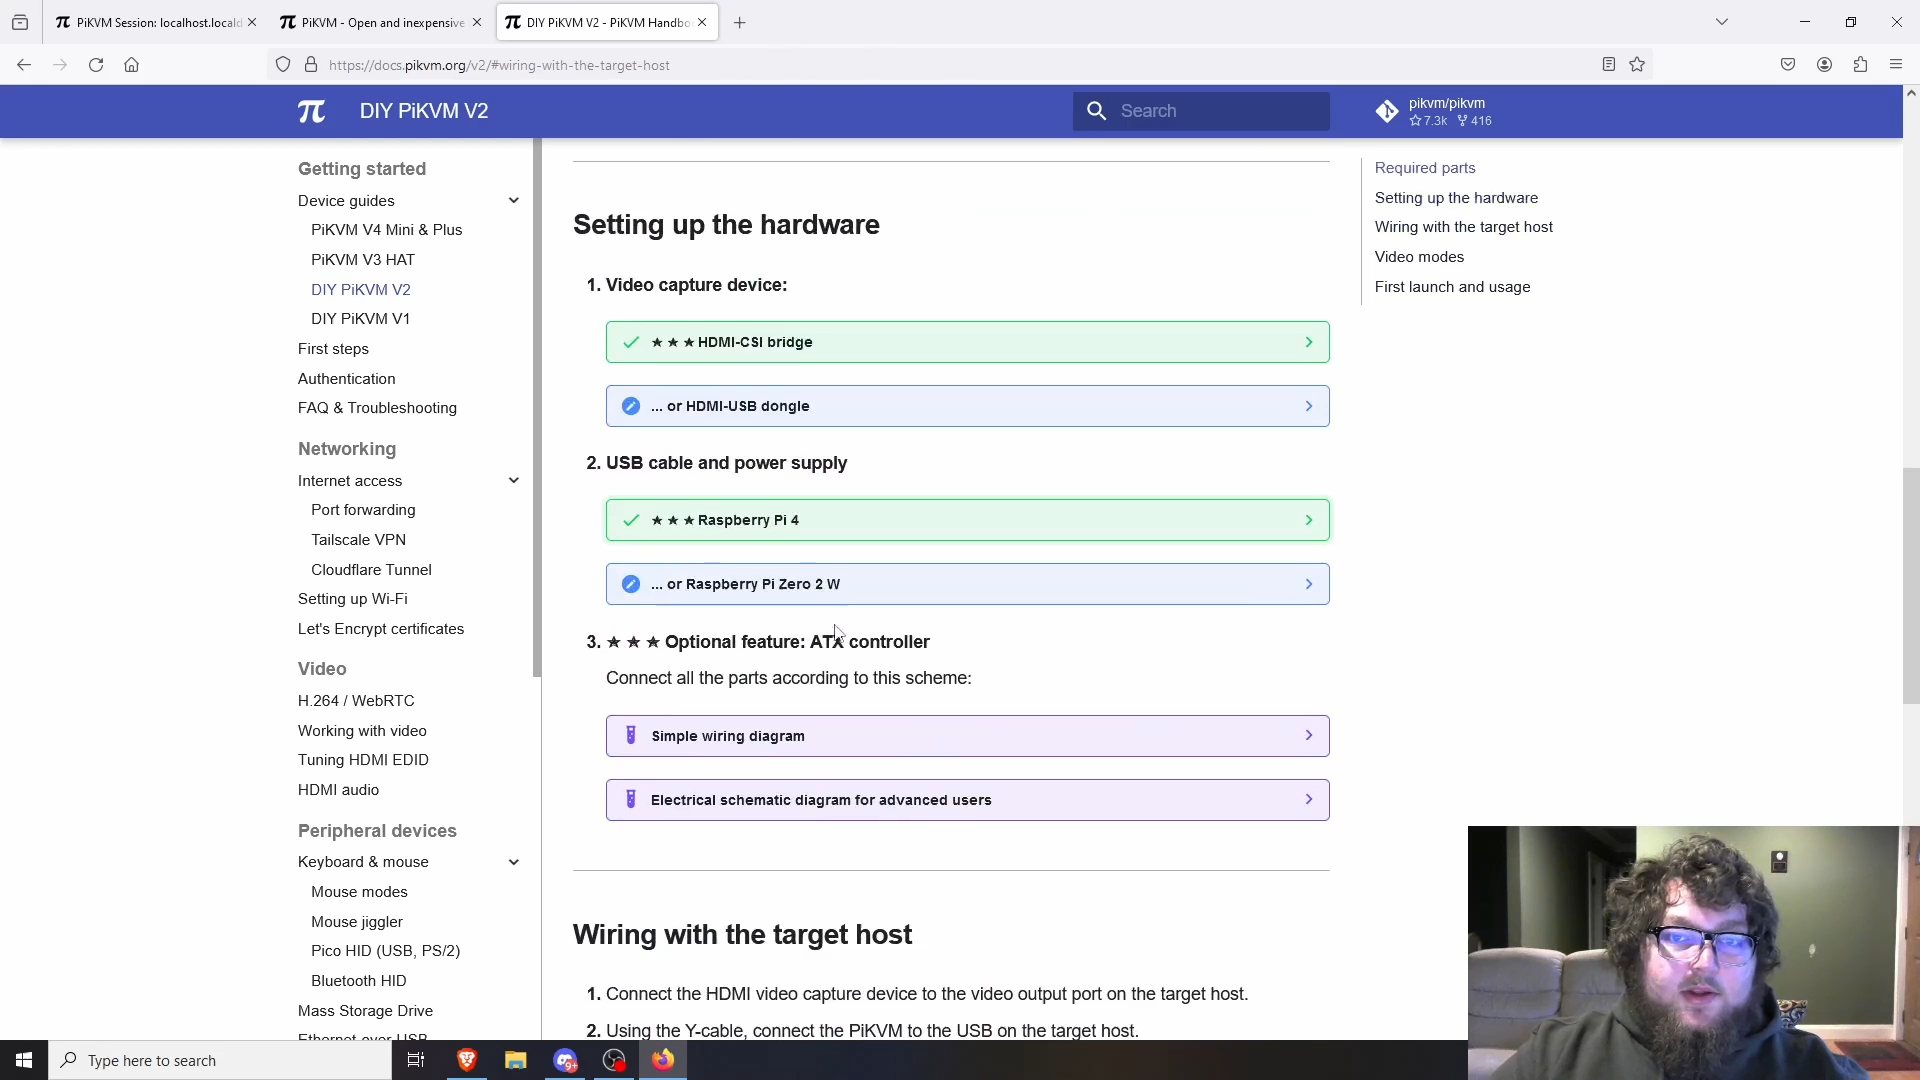 PiKVM Session: localhost.locald
PiKVM - Open and inexpensive
DIY PiKVM V2 - PiKVM Handbo
https://docs.pikvm.org/v2/#wiring-with-the-target-host
DIY PiKVM V2
Search
pikvm/pikvm
7.3k 416
Getting started
Device guides
PiKVM V4 Mini & Plus
PiKVM V3 HAT
DIY PiKVM V2
DIY PiKVM V1
First steps
Authentication
FAQ & Troubleshooting
Networking
Internet access
Port forwarding
Tailscale VPN
Cloudflare Tunnel
Setting up Wi-Fi
Let's Encrypt certificates
Video
H.264 / WebRTC
Working with video
Tuning HDMI EDID
HDMI audio
Peripheral devices
Keyboard & mouse
Mouse modes
Mouse jiggler
Pico HID (USB, PS/2)
Bluetooth HID
Mass Storage Drive
Ethernet-over-USB
Setting up the hardware
1. Video capture device:
★ ★ ★ HDMI-CSI bridge
... or HDMI-USB dongle
2. USB cable and power supply
★ ★ ★ Raspberry Pi 4
... or Raspberry Pi Zero 2 W
3. ★ ★ ★ Optional feature: ATX controller
Connect all the parts according to this scheme:
Simple wiring diagram
Electrical schematic diagram for advanced users
Wiring with the target host
1. Connect the HDMI video capture device to the video output port on the target host.
2. Using the Y-cable, connect the PiKVM to the USB on the target host.
Required parts
Setting up the hardware
Wiring with the target host
Video modes
First launch and usage
Type here to search
9+